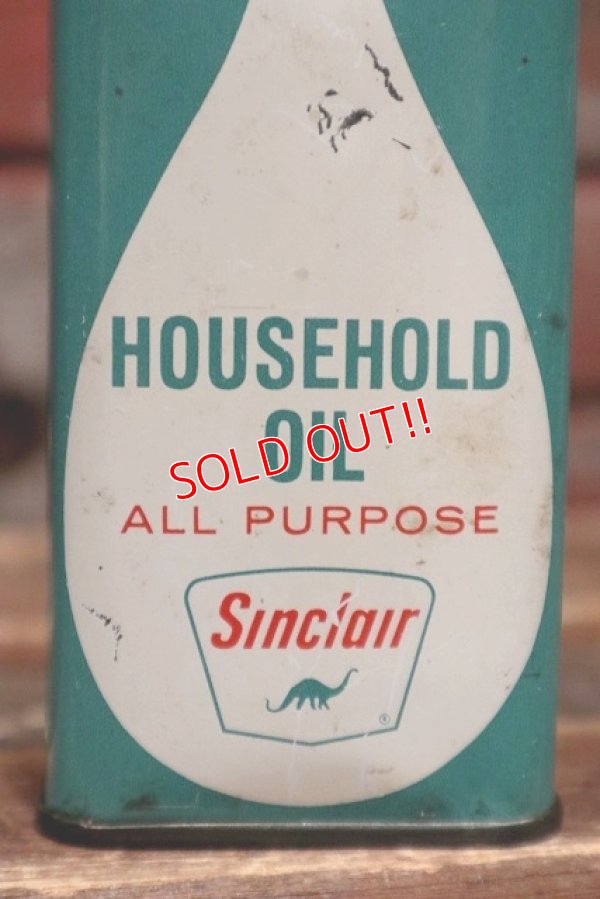 HOUSEHOLD
OIL
SOLD OUT!!
ALL PURPOSE
Sinclair
®